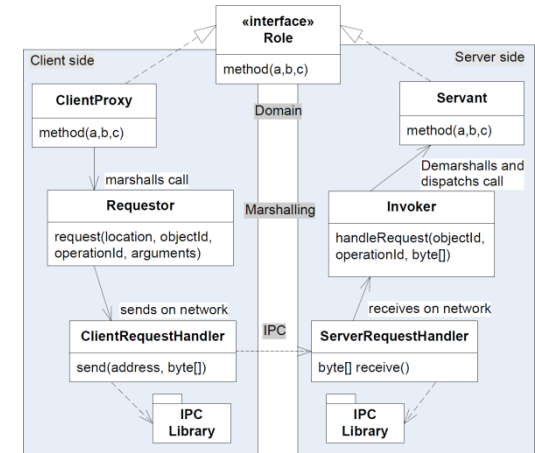 «interface»
Role
method(a,b,c)
Client side
Server side
ClientProxy
method(a,b,c)
Domain
Servant
method(a,b,c)
marshalls call
Demarshalls and
dispatchs call
Requestor
request(location, objectId,
operationId, arguments)
Marshalling
Invoker
handleRequest(objectId,
operationId, byte[])
sends on network
receives on network
ClientRequestHandler
send(address, byte[])
IPC
ServerRequestHandler
byte[] receive()
IPC
Library
IPC
Library